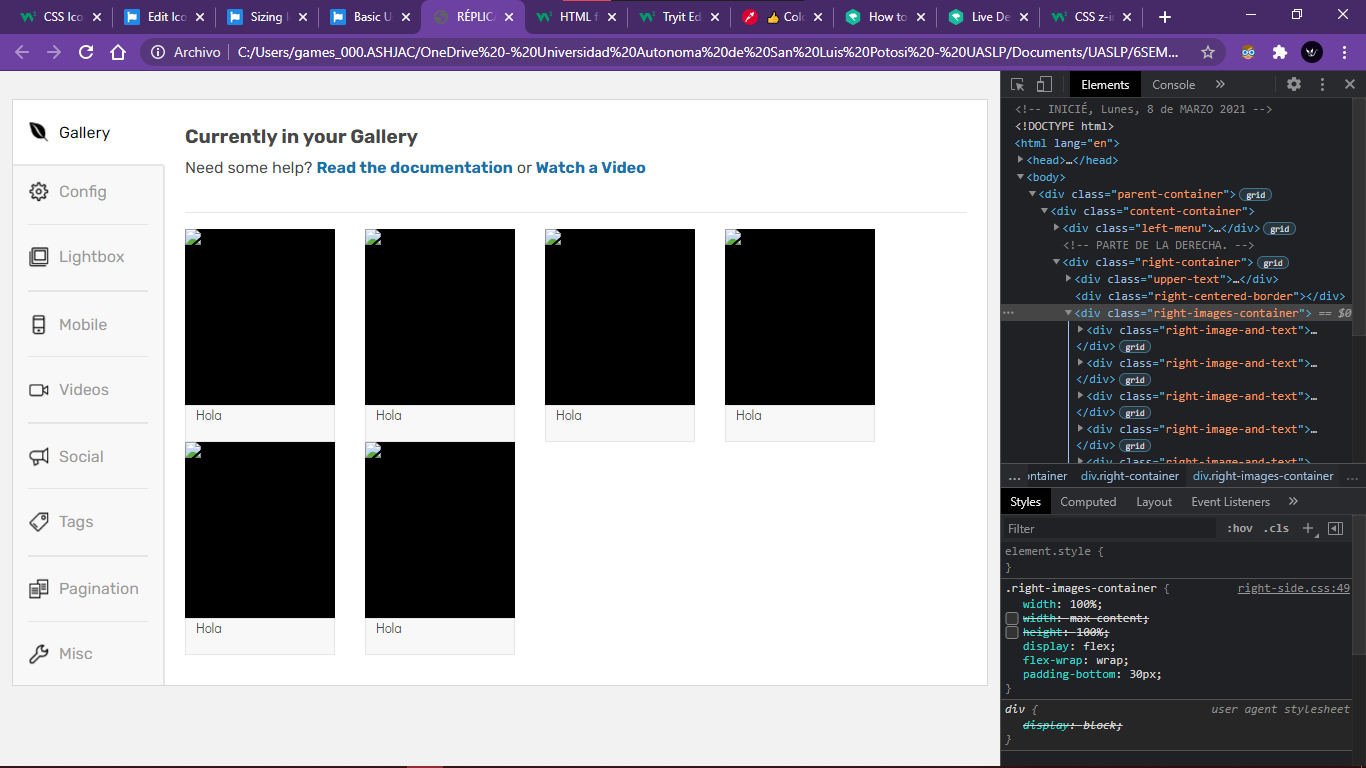 CSS Ico
Edit Ico
Sizing I
Basic U
RÉPLIC
HTML f
Tryit Ed
👍 Colo
How to
Live De
CSS z-i
Archivo
C:/Users/games_000.ASHJAC/OneDrive%20-%20Universidad%20Autonoma%20de%20San%20Luis%20Potosi%20-%20UASLP/Documents/UASLP/6SEM...
Gallery
Config
Lightbox
Mobile
Videos
Social
Tags
Pagination
Misc
Currently in your Gallery
Need some help? Read the documentation or Watch a Video
Hola
Hola
Hola
Hola
Hola
Hola
Elements
Console
<!-- INICIÉ, Lunes, 8 de MARZO 2021 -->
<!DOCTYPE html>
<html lang="en">
<head>…</head>
<body>
<div class="parent-container"> grid
<div class="content-container">
<div class="left-menu">…</div> grid
<!-- PARTE DE LA DERECHA. -->
<div class="right-container"> grid
<div class="upper-text">…</div>
<div class="right-centered-border"></div>
<div class="right-images-container"> == $0
<div class="right-image-and-text">…
</div> grid
<div class="right-image-and-text">…
</div> grid
<div class="right-image-and-text">…
</div> grid
<div class="right-image-and-text">…
</div> grid
<div class="right-image-and-text">
... ontainer div.right-container div.right-images-container ...
Styles
Computed
Layout
Event Listeners
Filter
:hov .cls
element.style {
}
.right-images-container {
right-side.css:49
width: 100%;
width: max-content;
height: 100%;
display: flex;
flex-wrap: wrap;
padding-bottom: 30px;
}
div {
user agent stylesheet
display: block;
}